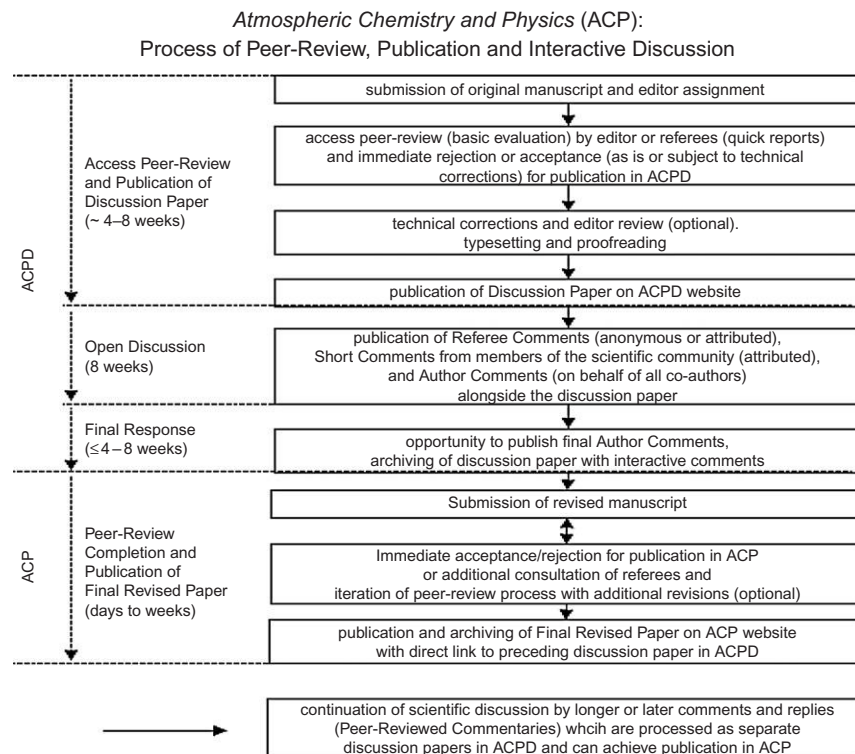 Atmospheric Chemistry and Physics (ACP):
Process of Peer-Review, Publication and Interactive Discussion
submission of original manuscript and editor assignment
ACPD
Access Peer-Review
and Publication of
Discussion Paper
(~ 4–8 weeks)
access peer-review (basic evaluation) by editor or referees (quick reports)
and immediate rejection or acceptance (as is or subject to technical
corrections) for publication in ACPD
technical corrections and editor review (optional).
typesetting and proofreading
publication of Discussion Paper on ACPD website
Open Discussion
(8 weeks)
publication of Referee Comments (anonymous or attributed),
Short Comments from members of the scientific community (attributed),
and Author Comments (on behalf of all co-authors)
alongside the discussion paper
Final Response
(≤4–8 weeks)
opportunity to publish final Author Comments,
archiving of discussion paper with interactive comments
ACP
Peer-Review
Completion and
Publication of
Final Revised Paper
(days to weeks)
Submission of revised manuscript
Immediate acceptance/rejection for publication in ACP
or additional consultation of referees and
iteration of peer-review process with additional revisions (optional)
publication and archiving of Final Revised Paper on ACP website
with direct link to preceding discussion paper in ACPD
continuation of scientific discussion by longer or later comments and replies
(Peer-Reviewed Commentaries) whcih are processed as separate
discussion papers in ACPD and can achieve publication in ACP